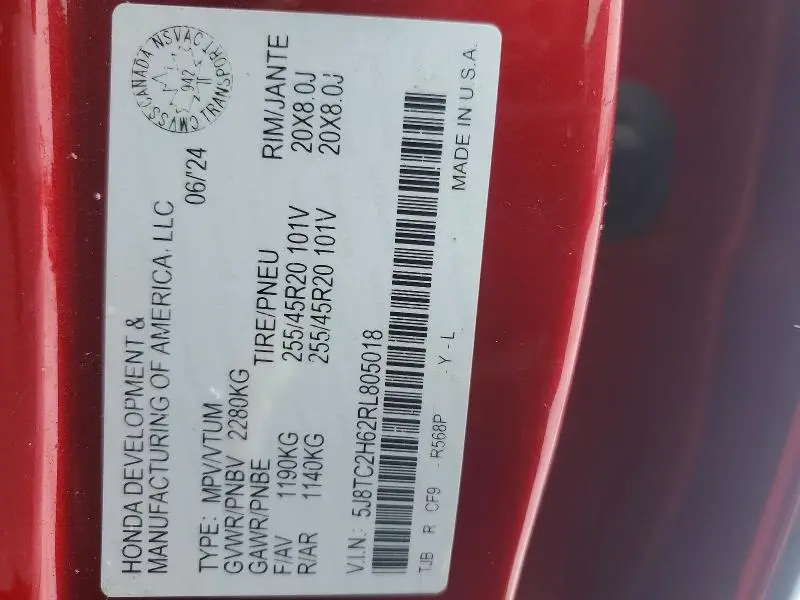 HONDA DEVELOPMENT &
MANUFACTURING OF AMERICA, LLC
CANADA NSVAC
942
TRANSPORT
CMVSS
06/'24
TYPE: MPV/VTUM
GVWR/PNBV 2280KG
GAWR/PNBE TIRE/PNEU RIM/JANTE
F/AV 1190KG 255/45R20 101V 20X8.0J
R/AR 1140KG 255/45R20 101V 20X8.0J
V.I.N.: 5J8TC2H62RL805018
MADE IN U.S.A.
TJB R CF9 -R568P -Y-L